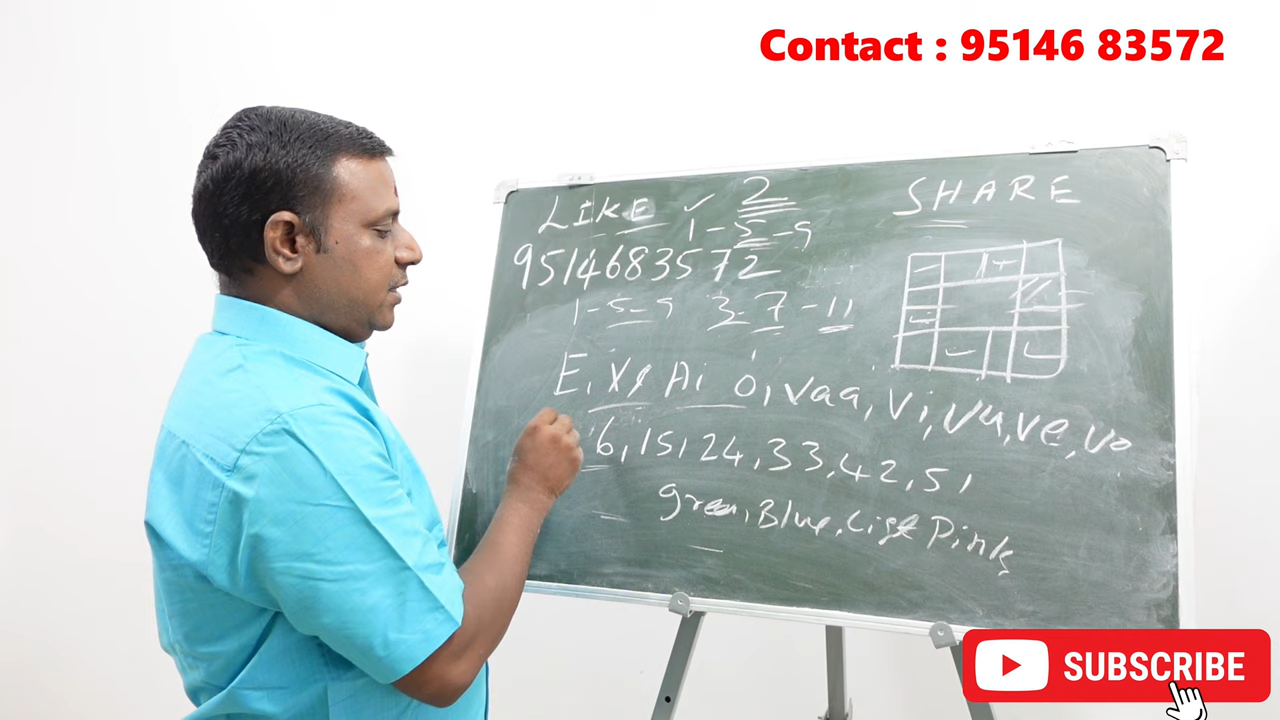 Contact : 95146 83572
LIKE ✓ 2 SHARE
1-5-9
9514683572
1-5-9 3-7-11
E, Y, Ai O, Vaa, Vi, Vu, Ve, Vo
6, 15, 24, 33, 42, 51
green, Blue, Pink
SUBSCRIBE